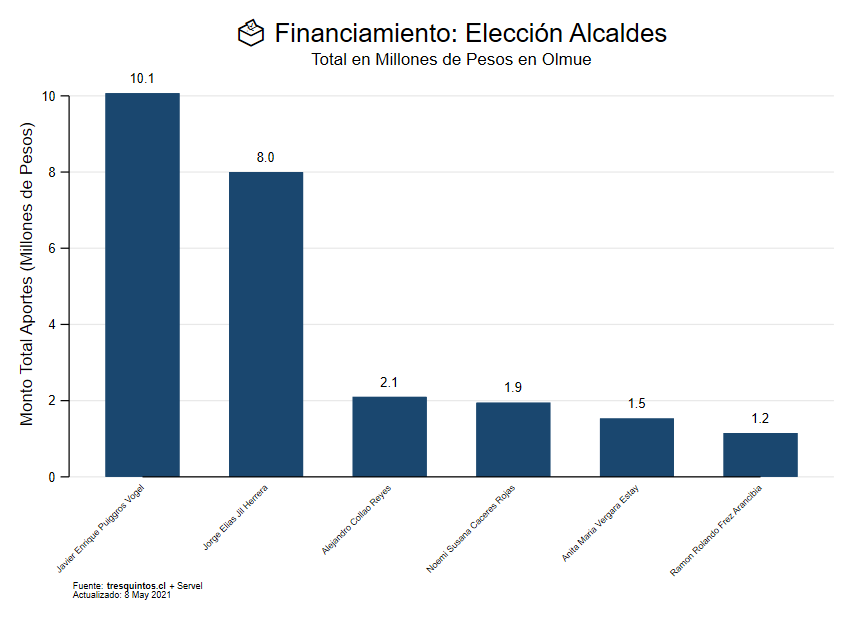 Financiamiento: Elección Alcaldes
Total en Millones de Pesos en Olmue
Monto Total Aportes (Millones de Pesos)
10
8
6
4
2
0
10.1
8.0
2.1
1.9
1.5
1.2
Javier Enrique Puiggros Vogel
Jorge Elias Jil Herrera
Alejandro Collao Reyes
Noemi Susana Caceres Rojas
Anita Maria Vergara Estay
Ramon Rolando Frez Arancibia
Fuente: tresquintos.cl + Servel
Actualizado: 8 May 2021